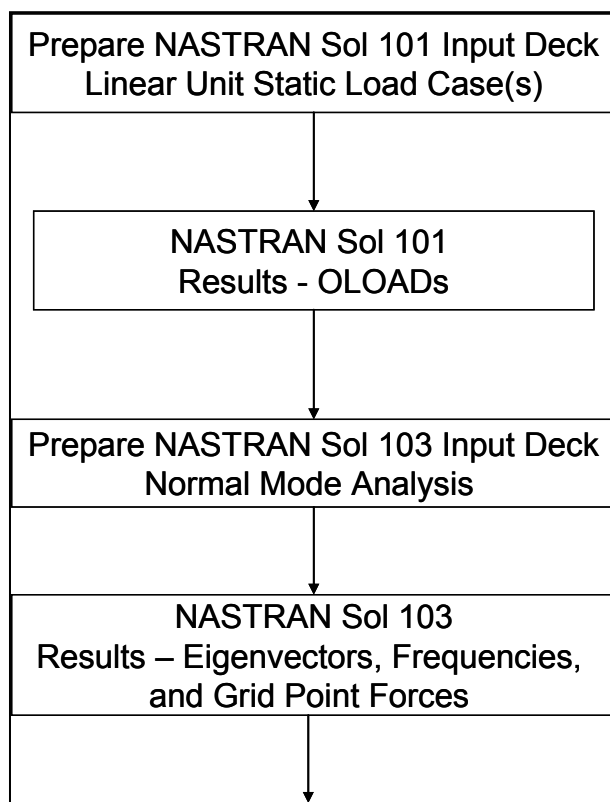 Prepare NASTRAN Sol 101 Input Deck
Linear Unit Static Load Case(s)
NASTRAN Sol 101
Results - OLOADs
Prepare NASTRAN Sol 103 Input Deck
Normal Mode Analysis
NASTRAN Sol 103
Results – Eigenvectors, Frequencies,
and Grid Point Forces